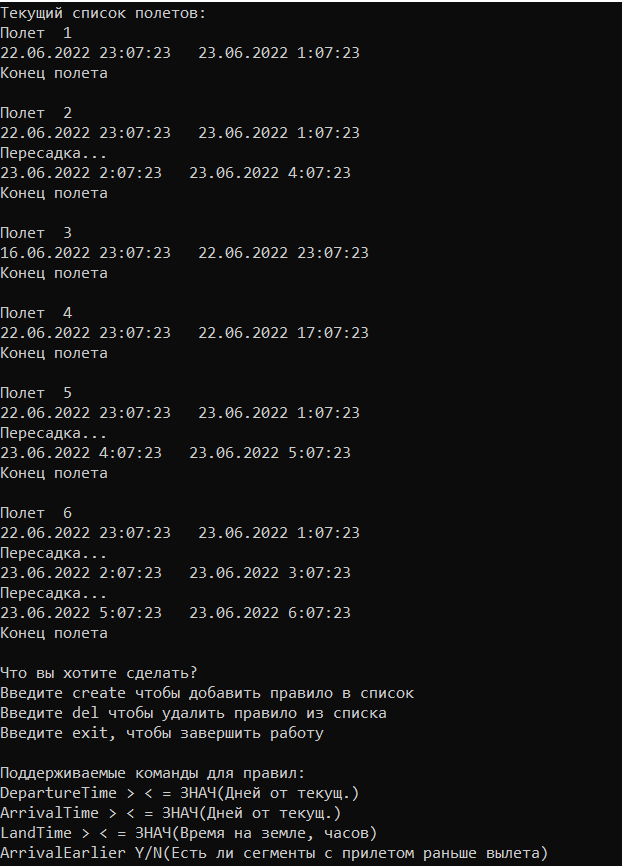 Текущий список полетов:
Полет  1
22.06.2022 23:07:23   23.06.2022 1:07:23
Конец полета
Полет  2
22.06.2022 23:07:23   23.06.2022 1:07:23
Пересадка...
23.06.2022 2:07:23   23.06.2022 4:07:23
Конец полета
Полет  3
16.06.2022 23:07:23   22.06.2022 23:07:23
Конец полета
Полет  4
22.06.2022 23:07:23   22.06.2022 17:07:23
Конец полета
Полет  5
22.06.2022 23:07:23   23.06.2022 1:07:23
Пересадка...
23.06.2022 4:07:23   23.06.2022 5:07:23
Конец полета
Полет  6
22.06.2022 23:07:23   23.06.2022 1:07:23
Пересадка...
23.06.2022 2:07:23   23.06.2022 3:07:23
Пересадка...
23.06.2022 5:07:23   23.06.2022 6:07:23
Конец полета
Что вы хотите сделать?
Введите create чтобы добавить правило в список
Введите del чтобы удалить правило из списка
Введите exit, чтобы завершить работу
Поддерживаемые команды для правил:
DepartureTime > < = ЗНАЧ(Дней от текущ.)
ArrivalTime > < = ЗНАЧ(Дней от текущ.)
LandTime > < = ЗНАЧ(Время на земле, часов)
ArrivalEarlier Y/N(Есть ли сегменты с прилетом раньше вылета)